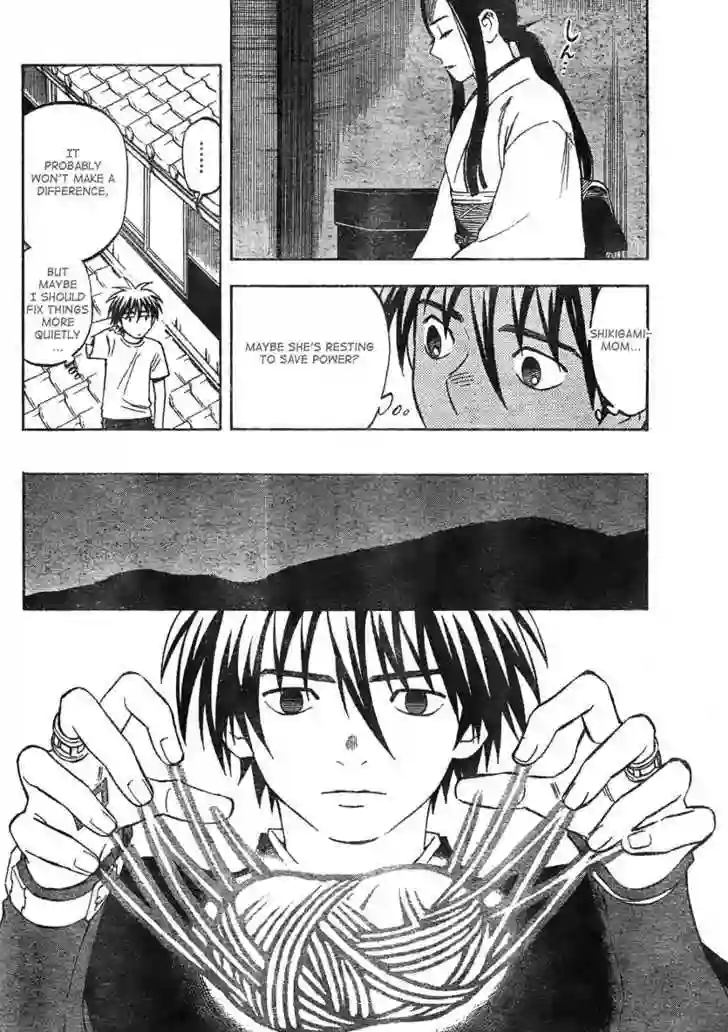 しん…
SHIKIGAMI-
MOM...
MAYBE SHE'S RESTING
TO SAVE POWER?
......
IT
PROBABLY
WON'T MAKE A
DIFFERENCE,
BUT
MAYBE
I SHOULD
FIX THINGS
MORE
QUIETLY
...